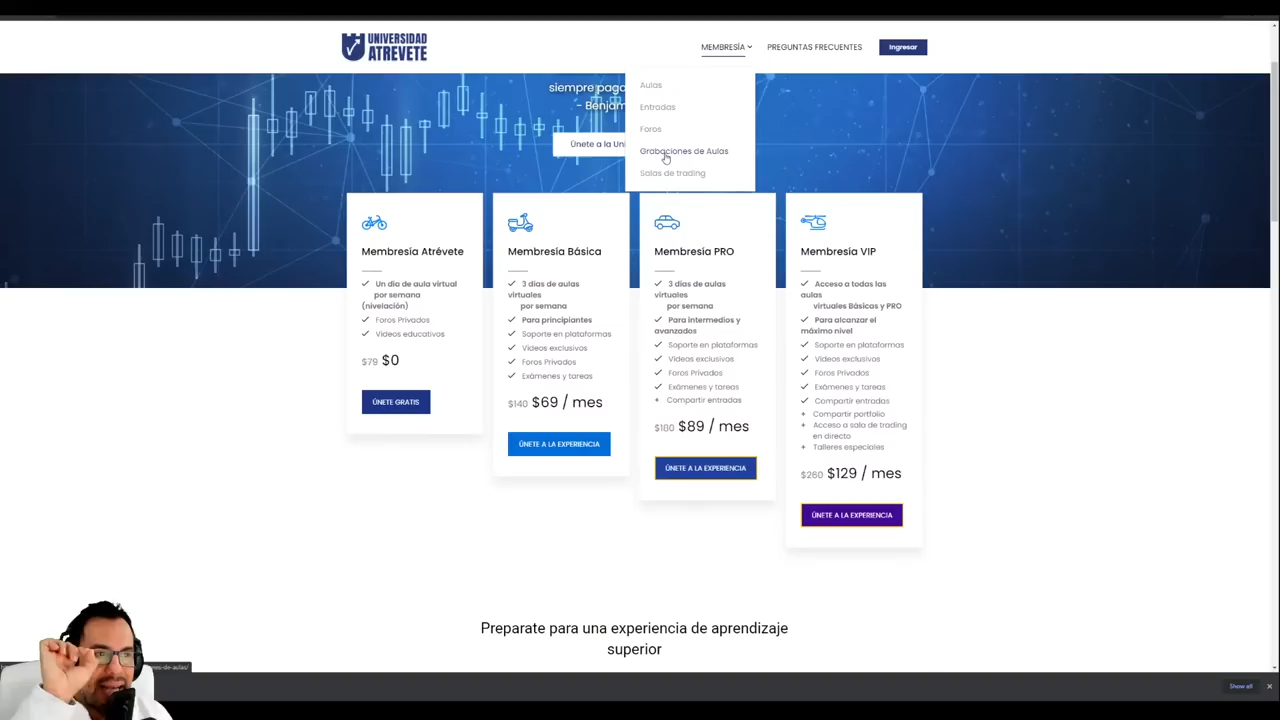 UNIVERSIDAD
ATREVETE
MEMBRESÍA
PREGUNTAS FRECUENTES
Ingresar
siempre paga
- Benjam
Únete a la Uni
Aulas
Entradas
Foros
Grabaciones de Aulas
Salas de trading
Membresía Atrévete
Un día de aula virtual
por semana
(nivelación)
Foros Privados
Videos educativos
$79 $0
ÚNETE GRATIS
Membresía Básica
3 días de aulas
virtuales
por semana
Para principiantes
Soporte en plataformas
Videos exclusivos
Foros Privados
Exámenes y tareas
$140 $69 / mes
ÚNETE A LA EXPERIENCIA
Membresía PRO
3 días de aulas
virtuales
por semana
Para intermedios y
avanzados
Soporte en plataformas
Videos exclusivos
Foros Privados
Exámenes y tareas
+ Compartir entradas
$180 $89 / mes
ÚNETE A LA EXPERIENCIA
Membresía VIP
Acceso a todas las
aulas
virtuales Básicas y PRO
Para alcanzar el
máximo nivel
Soporte en plataformas
Videos exclusivos
Foros Privados
Exámenes y tareas
Compartir entradas
+ Compartir portfolio
+ Acceso a sala de trading
en directo
+ Talleres especiales
$260 $129 / mes
ÚNETE A LA EXPERIENCIA
Preparate para una experiencia de aprendizaje
superior
es-de-aulas/
Show all